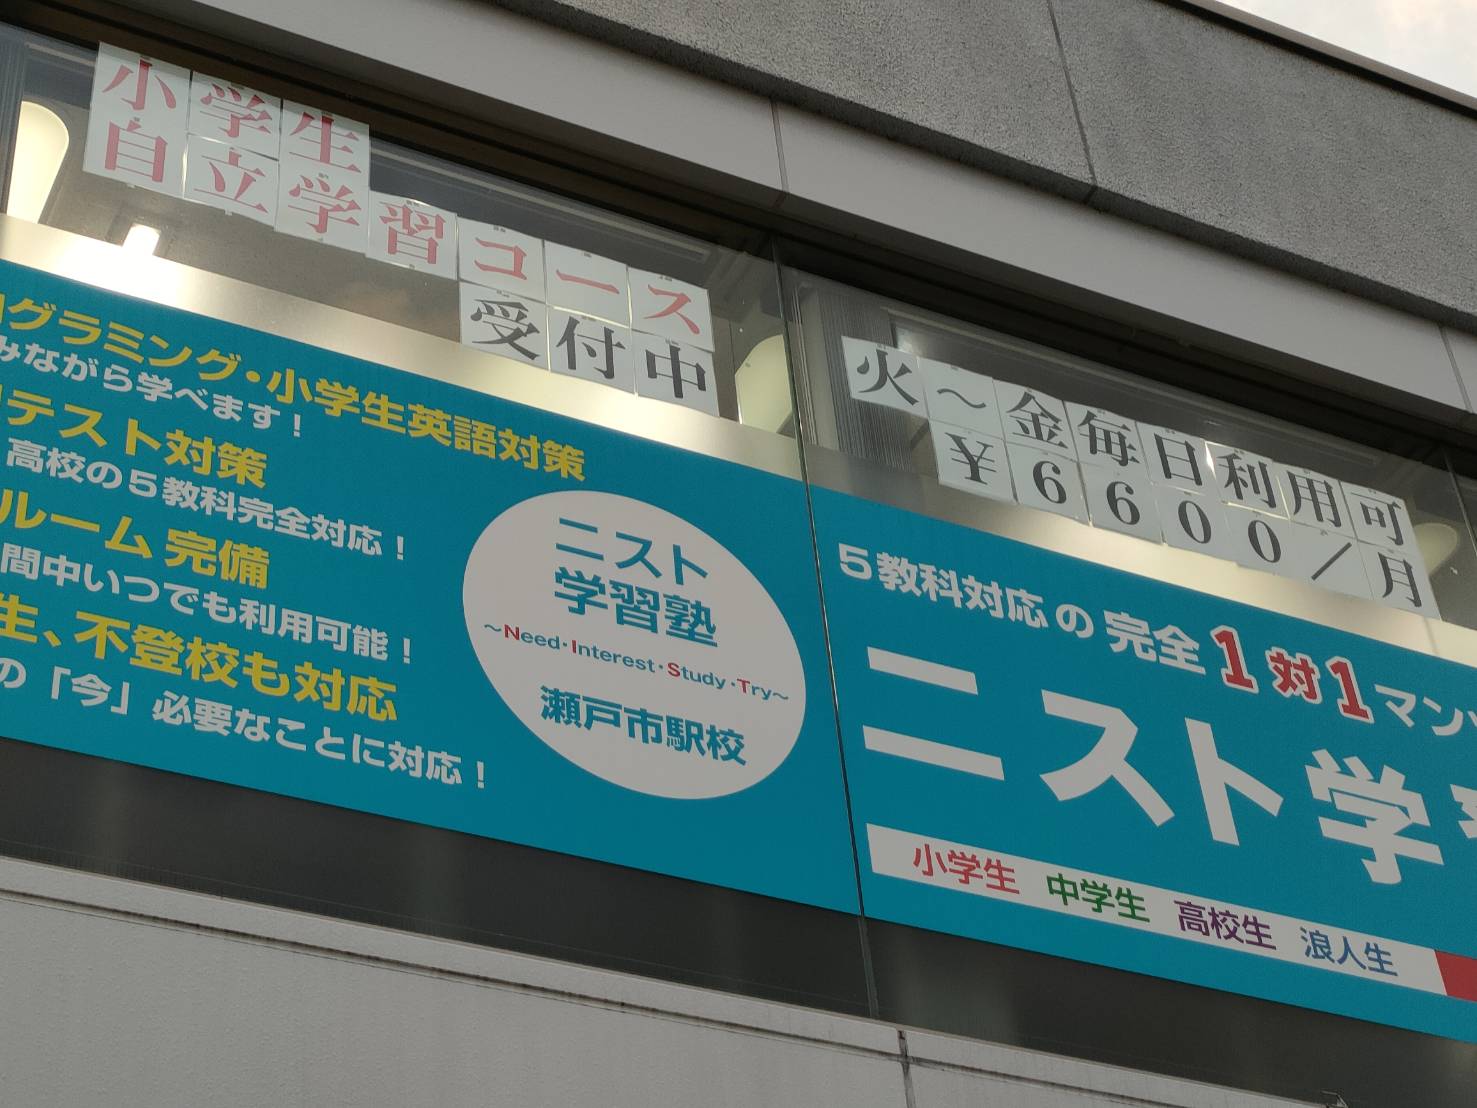 小学生
自立学習コース
受付中
火～金毎日利用可
￥6600／月
グラミング・小学生英語対策
みながら学べます！
テスト対策
高校の5教科完全対応！
ルーム 完備
間中いつでも利用可能！
生、不登校も対応
の「今」必要なことに対応！
ニスト
学習塾
～Need・Interest・Study・Try～
瀬戸市駅校
5教科対応の完全1対1マン
ニスト学
小学生 中学生 高校生 浪人生